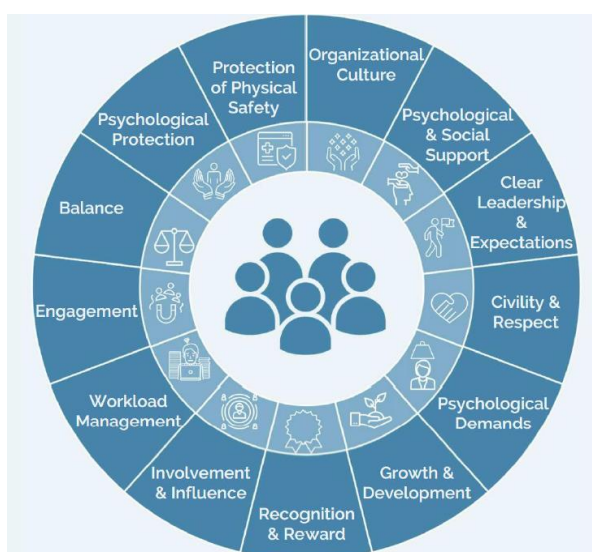 Organizational
Culture
Psychological
& Social
Support
Clear
Leadership
&
Expectations
Civility &
Respect
Psychological
Demands
Growth &
Development
Recognition
& Reward
Involvement
& Influence
Workload
Management
Engagement
Balance
Psychological
Protection
Protection
of Physical
Safety